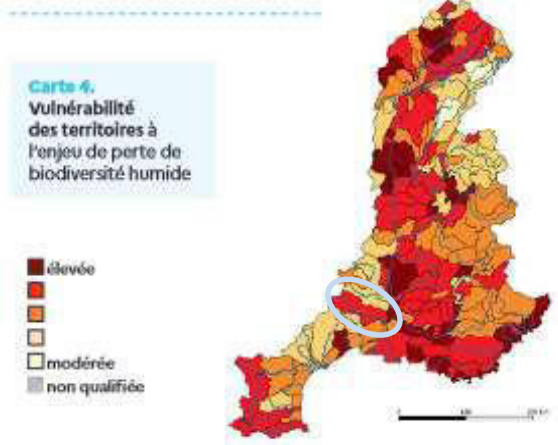 Carte 4.
Vulnérabilité
des territoires à
l'enjeu de perte de
biodiversité humide
élevée
modérée
non qualifiée